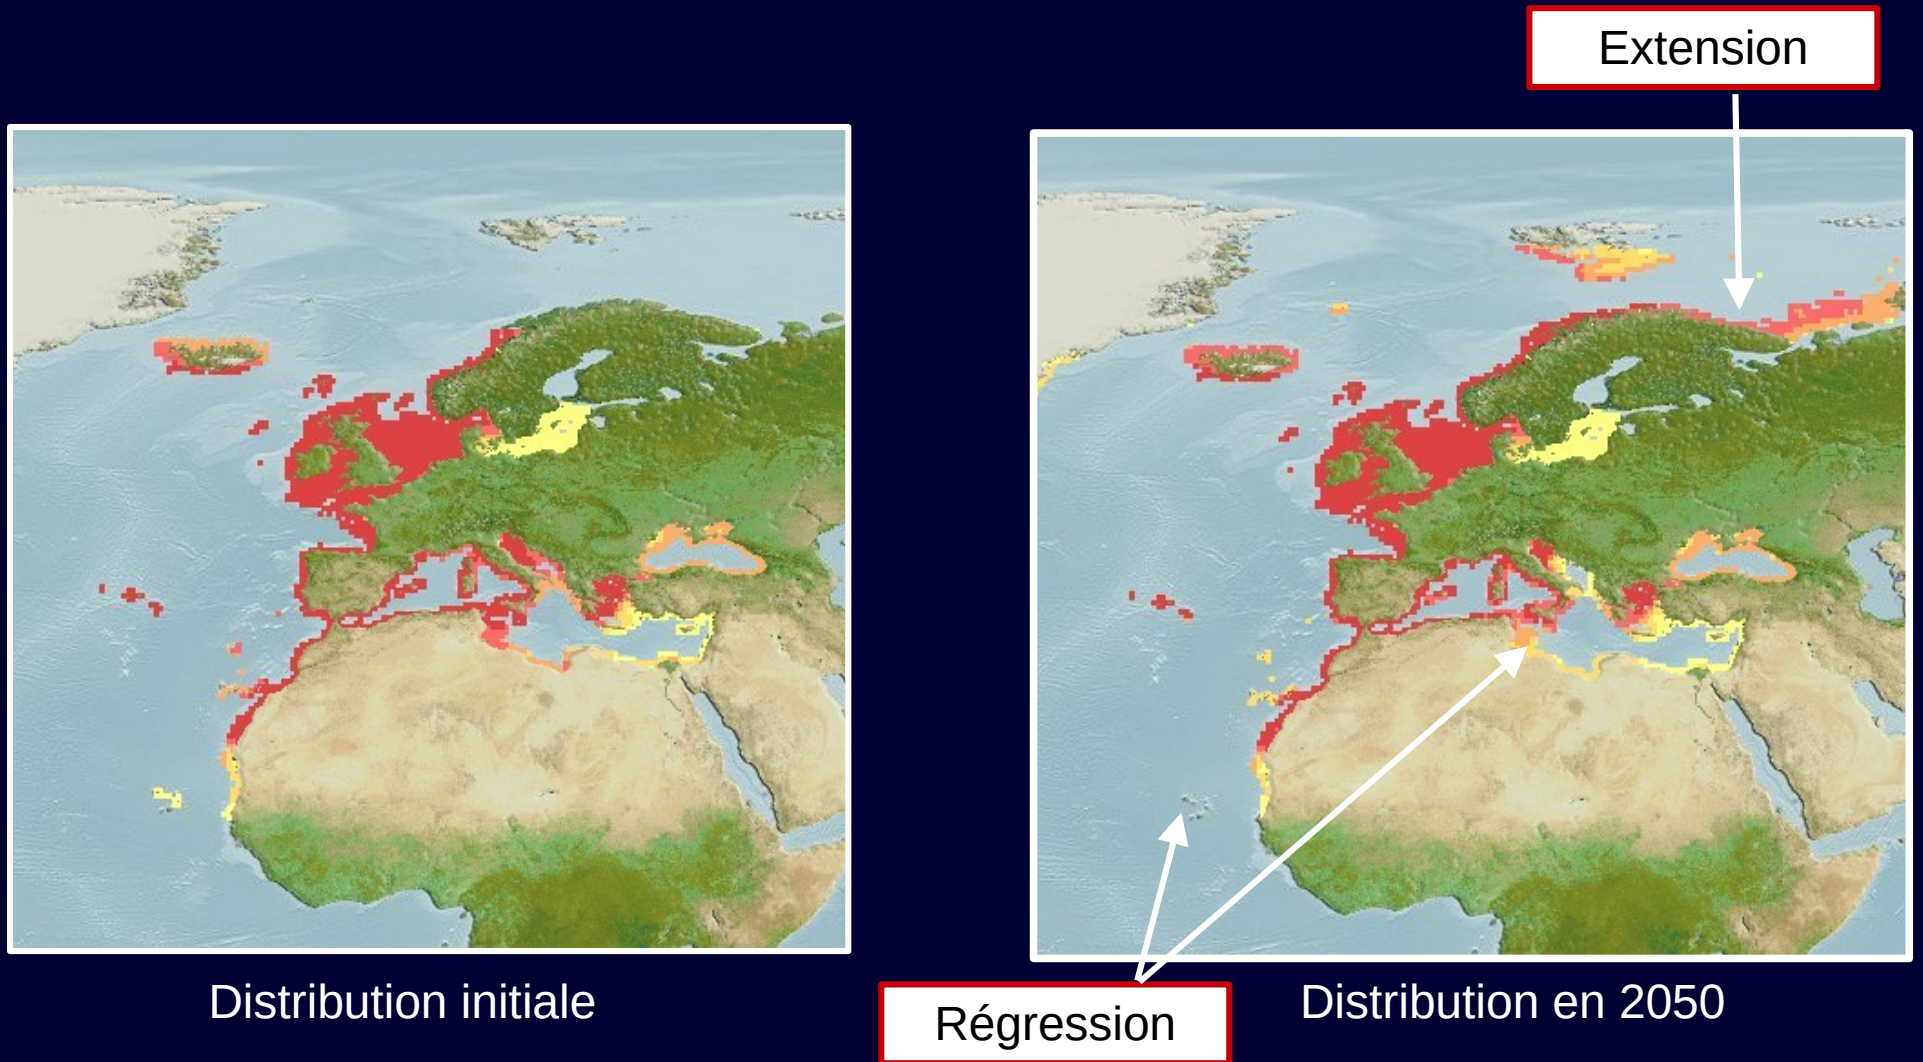 Extension
Distribution initiale
Régression
Distribution en 2050